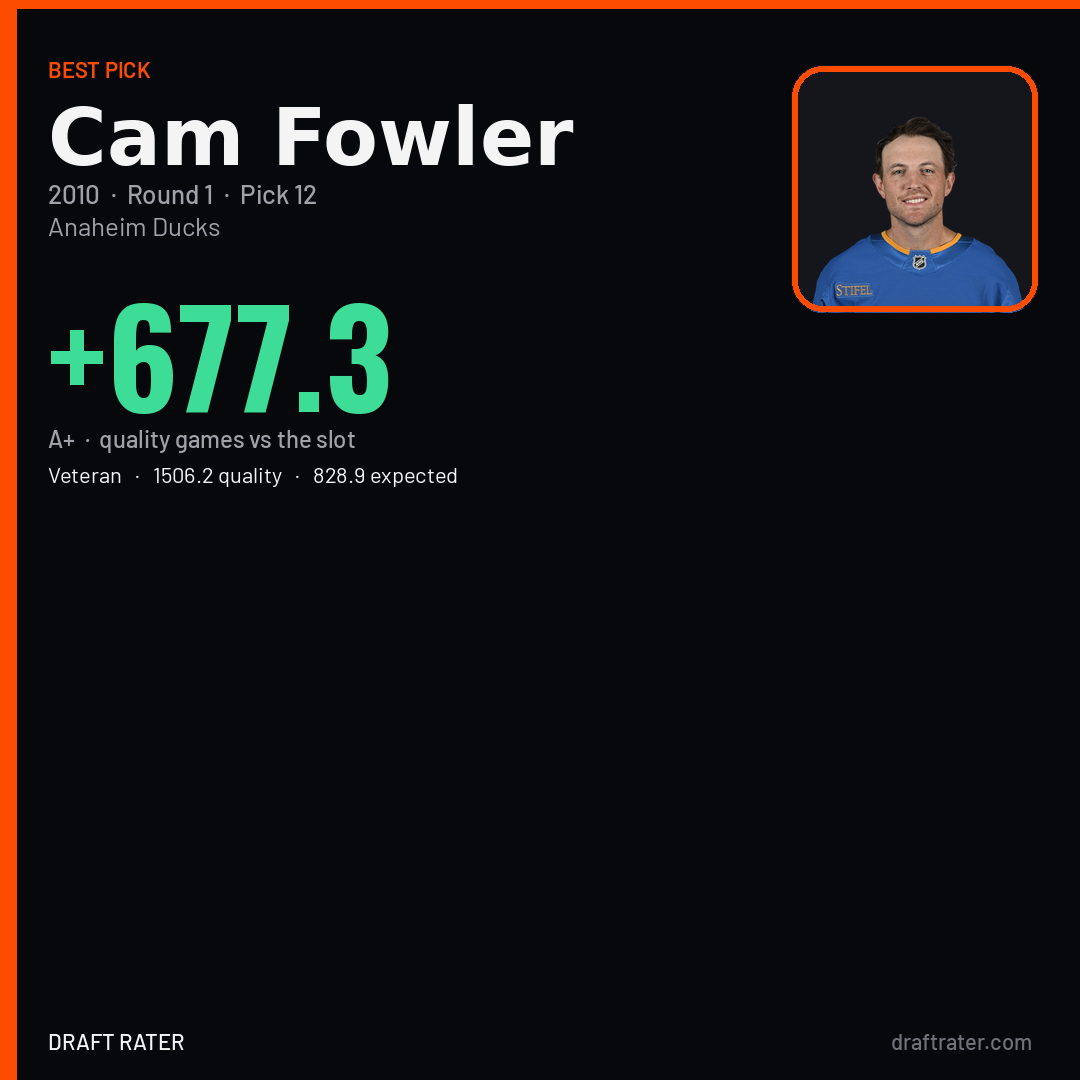 BEST PICK
Cam Fowler
2010 · Round 1 · Pick 12
Anaheim Ducks
STIFEL
+677.3
A+ · quality games vs the slot
Veteran · 1506.2 quality · 828.9 expected
DRAFT RATER
draftrater.com